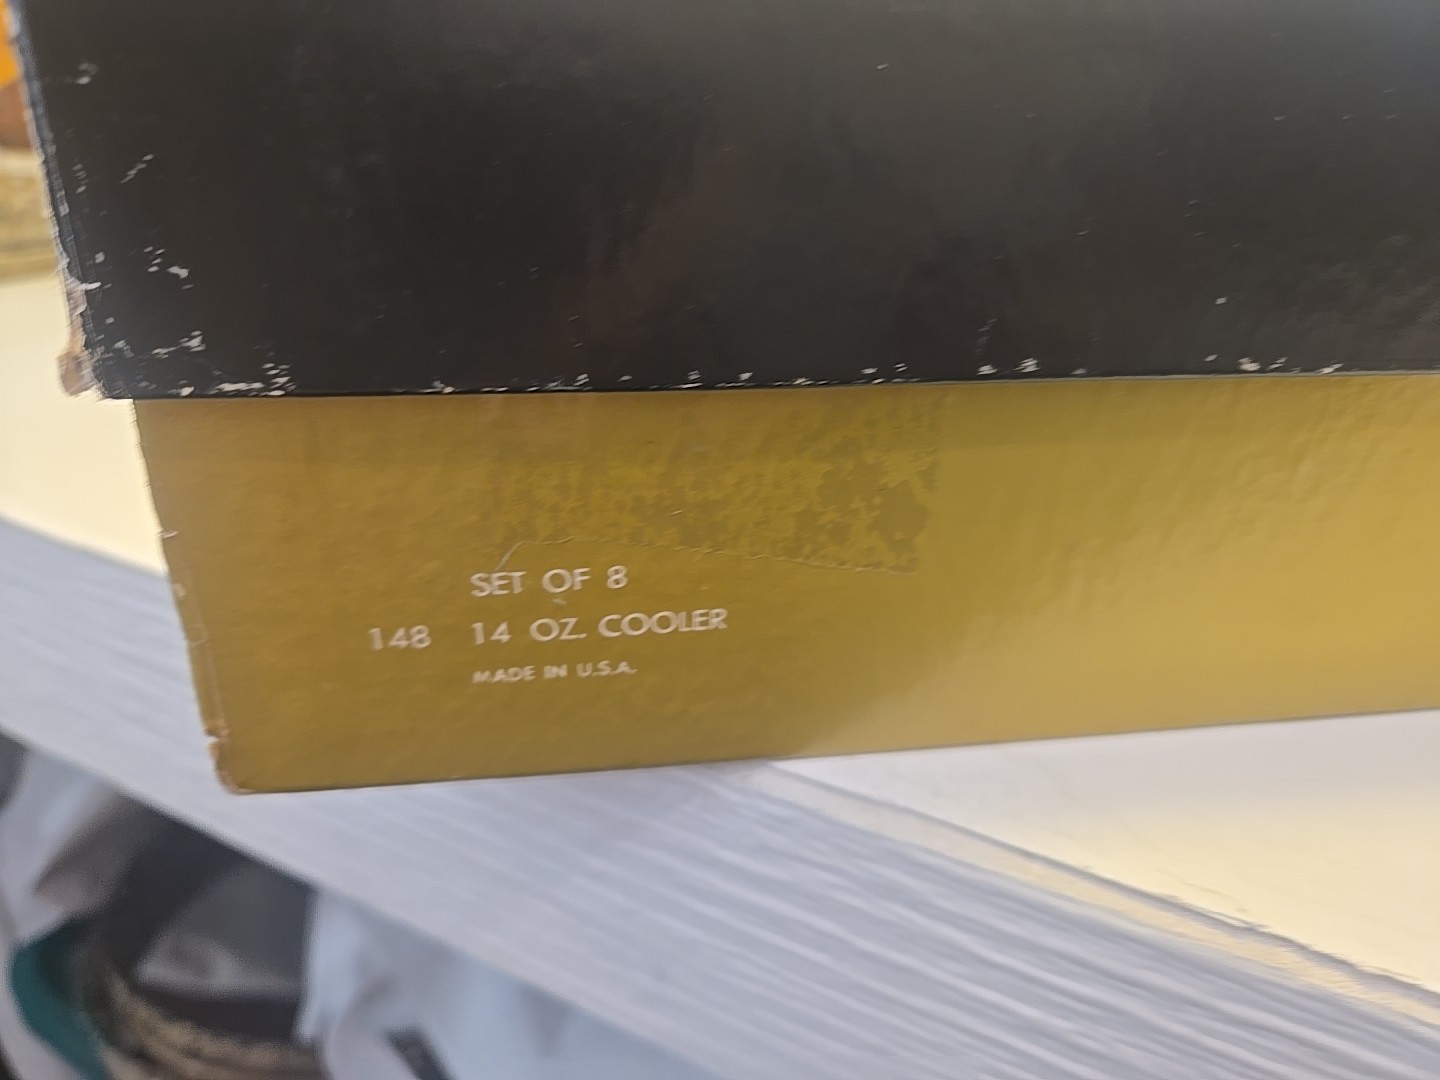 SET OF 8
148 14 OZ. COOLER
MADE IN U.S.A.